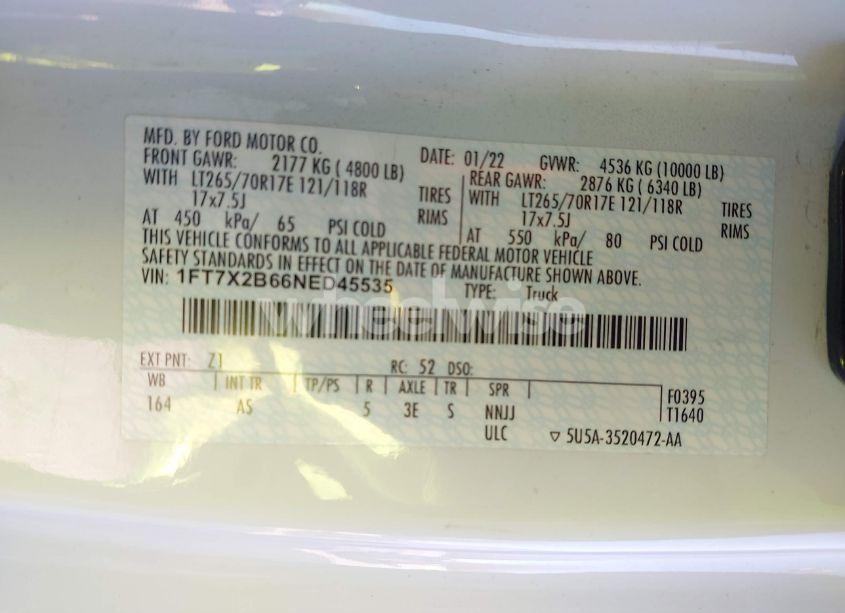 MFD. BY FORD MOTOR CO.
DATE: 01/22 GVWR: 4536 KG (10000 LB)
FRONT GAWR: 2177 KG ( 4800 LB)
WITH LT265/70R17E 121/118R TIRES
17x7.5J RIMS
AT 450 kPa/ 65 PSI COLD
REAR GAWR: 2876 KG ( 6340 LB)
WITH LT265/70R17E 121/118R TIRES
17x7.5J RIMS
AT 550 kPa/ 80 PSI COLD
THIS VEHICLE CONFORMS TO ALL APPLICABLE FEDERAL MOTOR VEHICLE
SAFETY STANDARDS IN EFFECT ON THE DATE OF MANUFACTURE SHOWN ABOVE.
VIN: 1FT7X2B66NED45535 TYPE: Truck
wheelwise
EXT PNT: Z1 RC: 52 DSO:
WB INT TR TP/PS R AXLE TR SPR
164 AS 5 3E S NNJJ
ULC
F0395
T1640
5U5A-3520472-AA